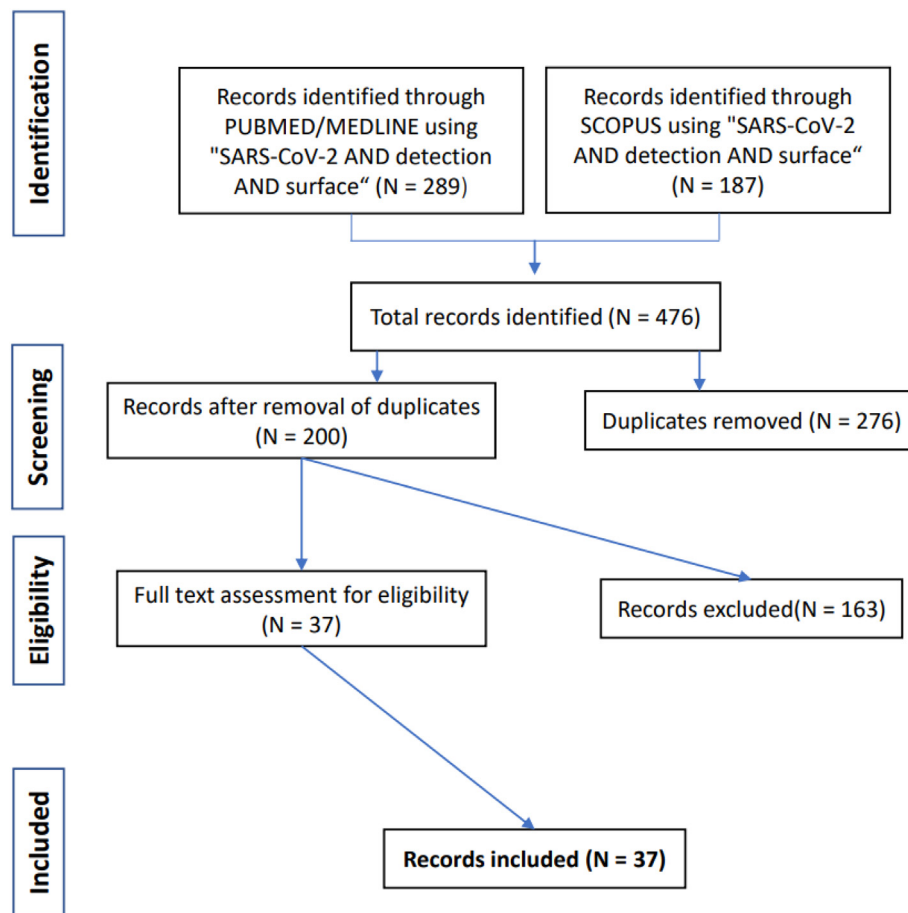 Identification
Records identified through
PUBMED/MEDLINE using
"SARS-CoV-2 AND detection
AND surface“ (N = 289)
Records identified through
SCOPUS using "SARS-CoV-2
AND detection AND surface“
(N = 187)
Total records identified (N = 476)
Screening
Records after removal of duplicates
(N = 200)
Duplicates removed (N = 276)
Eligibility
Full text assessment for eligibility
(N = 37)
Records excluded(N = 163)
Included
Records included (N = 37)